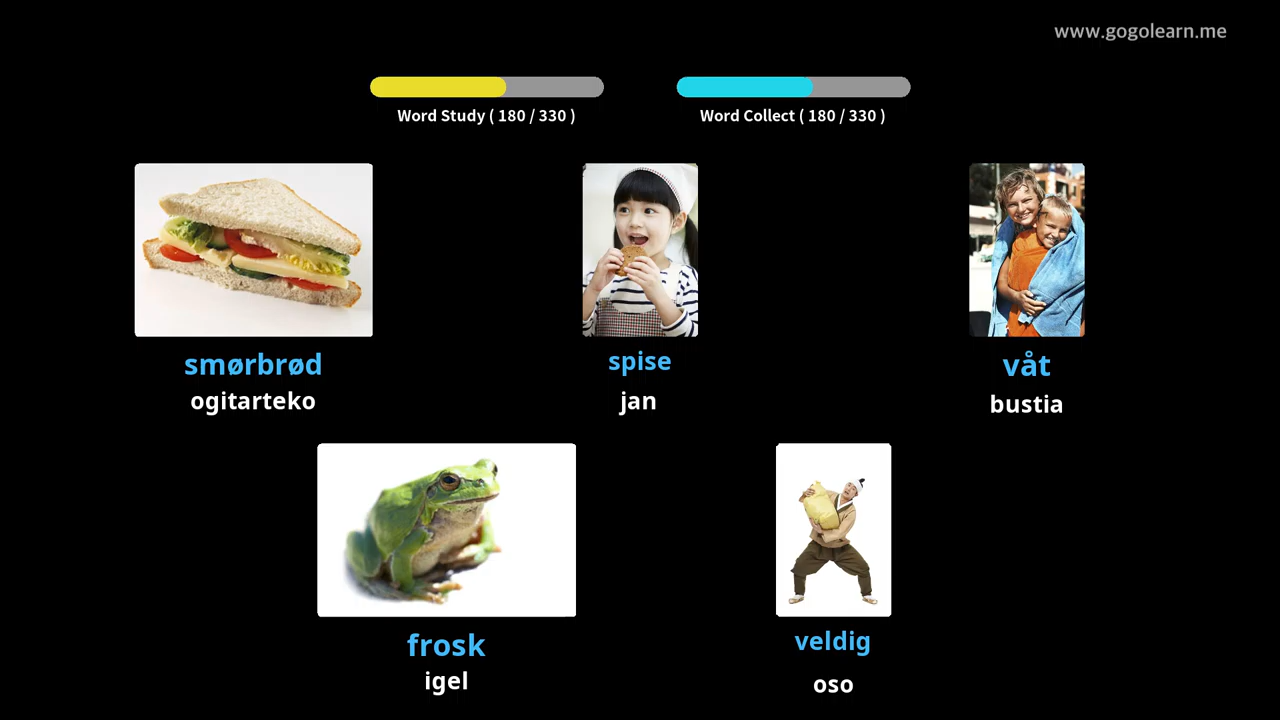 www.gogolearn.me
Word Study ( 180 / 330 )
Word Collect ( 180 / 330 )
smørbrød
ogitarteko
spise
jan
våt
bustia
frosk
igel
veldig
oso